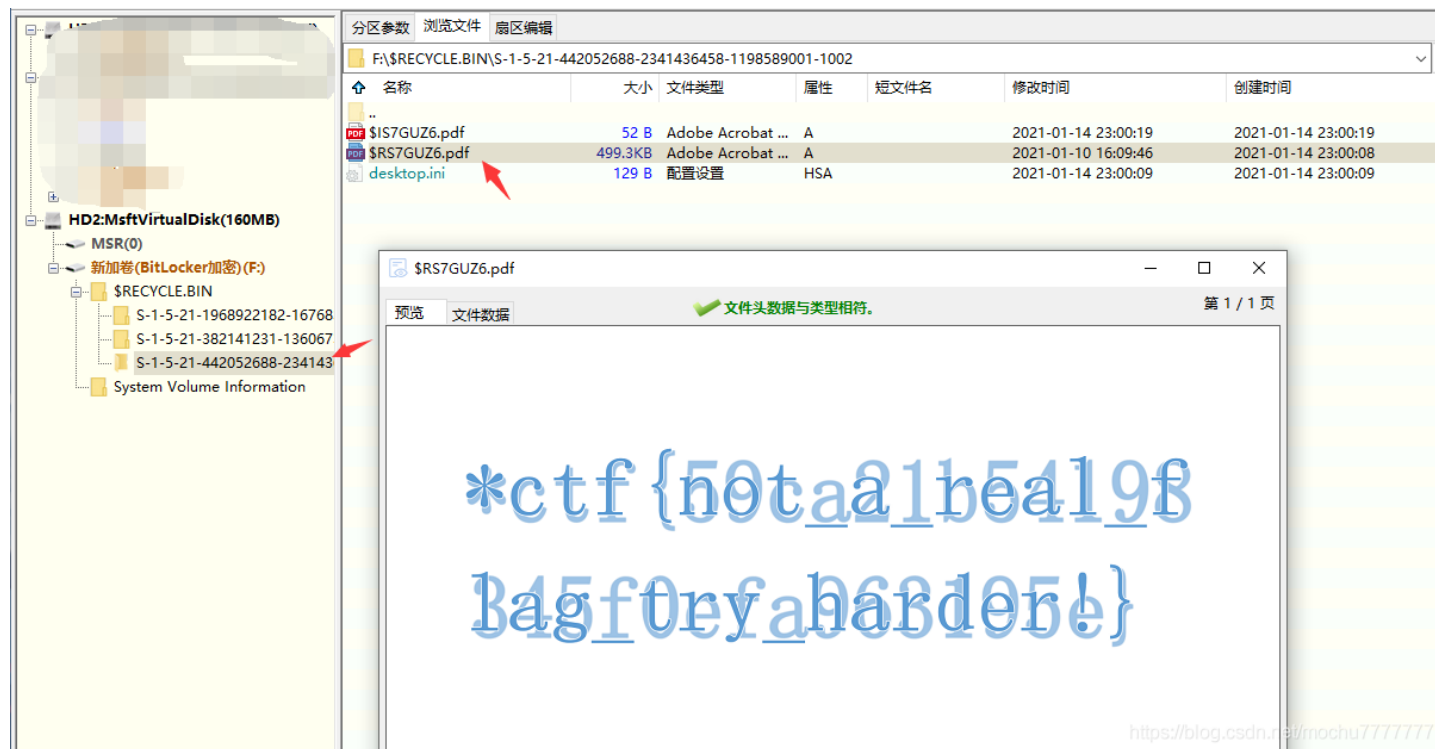 分区参数 浏览文件 扇区编辑
F:\$RECYCLE.BIN\S-1-5-21-442052688-2341436458-1198589001-1002
名称 大小 文件类型 属性 短文件名 修改时间 创建时间
..
$IS7GUZ6.pdf 52 B Adobe Acrobat ... A 2021-01-14 23:00:19 2021-01-14 23:00:19
$RS7GUZ6.pdf 499.3KB Adobe Acrobat ... A 2021-01-10 16:09:46 2021-01-14 23:00:08
desktop.ini 129 B 配置设置 HSA 2021-01-14 23:00:09 2021-01-14 23:00:09
HD2:MsftVirtualDisk(160MB)
MSR(0)
新加卷(BitLocker加密)(F:)
$RECYCLE.BIN
S-1-5-21-1968922182-16768
S-1-5-21-382141231-136067
S-1-5-21-442052688-234143
System Volume Information
$RS7GUZ6.pdf
预览 文件数据 文件头数据与类型相符。 第 1 / 1 页
*ctf{not_a_real_f
lag_try_harder!}
https://blog.csdn.net/mochu7777777